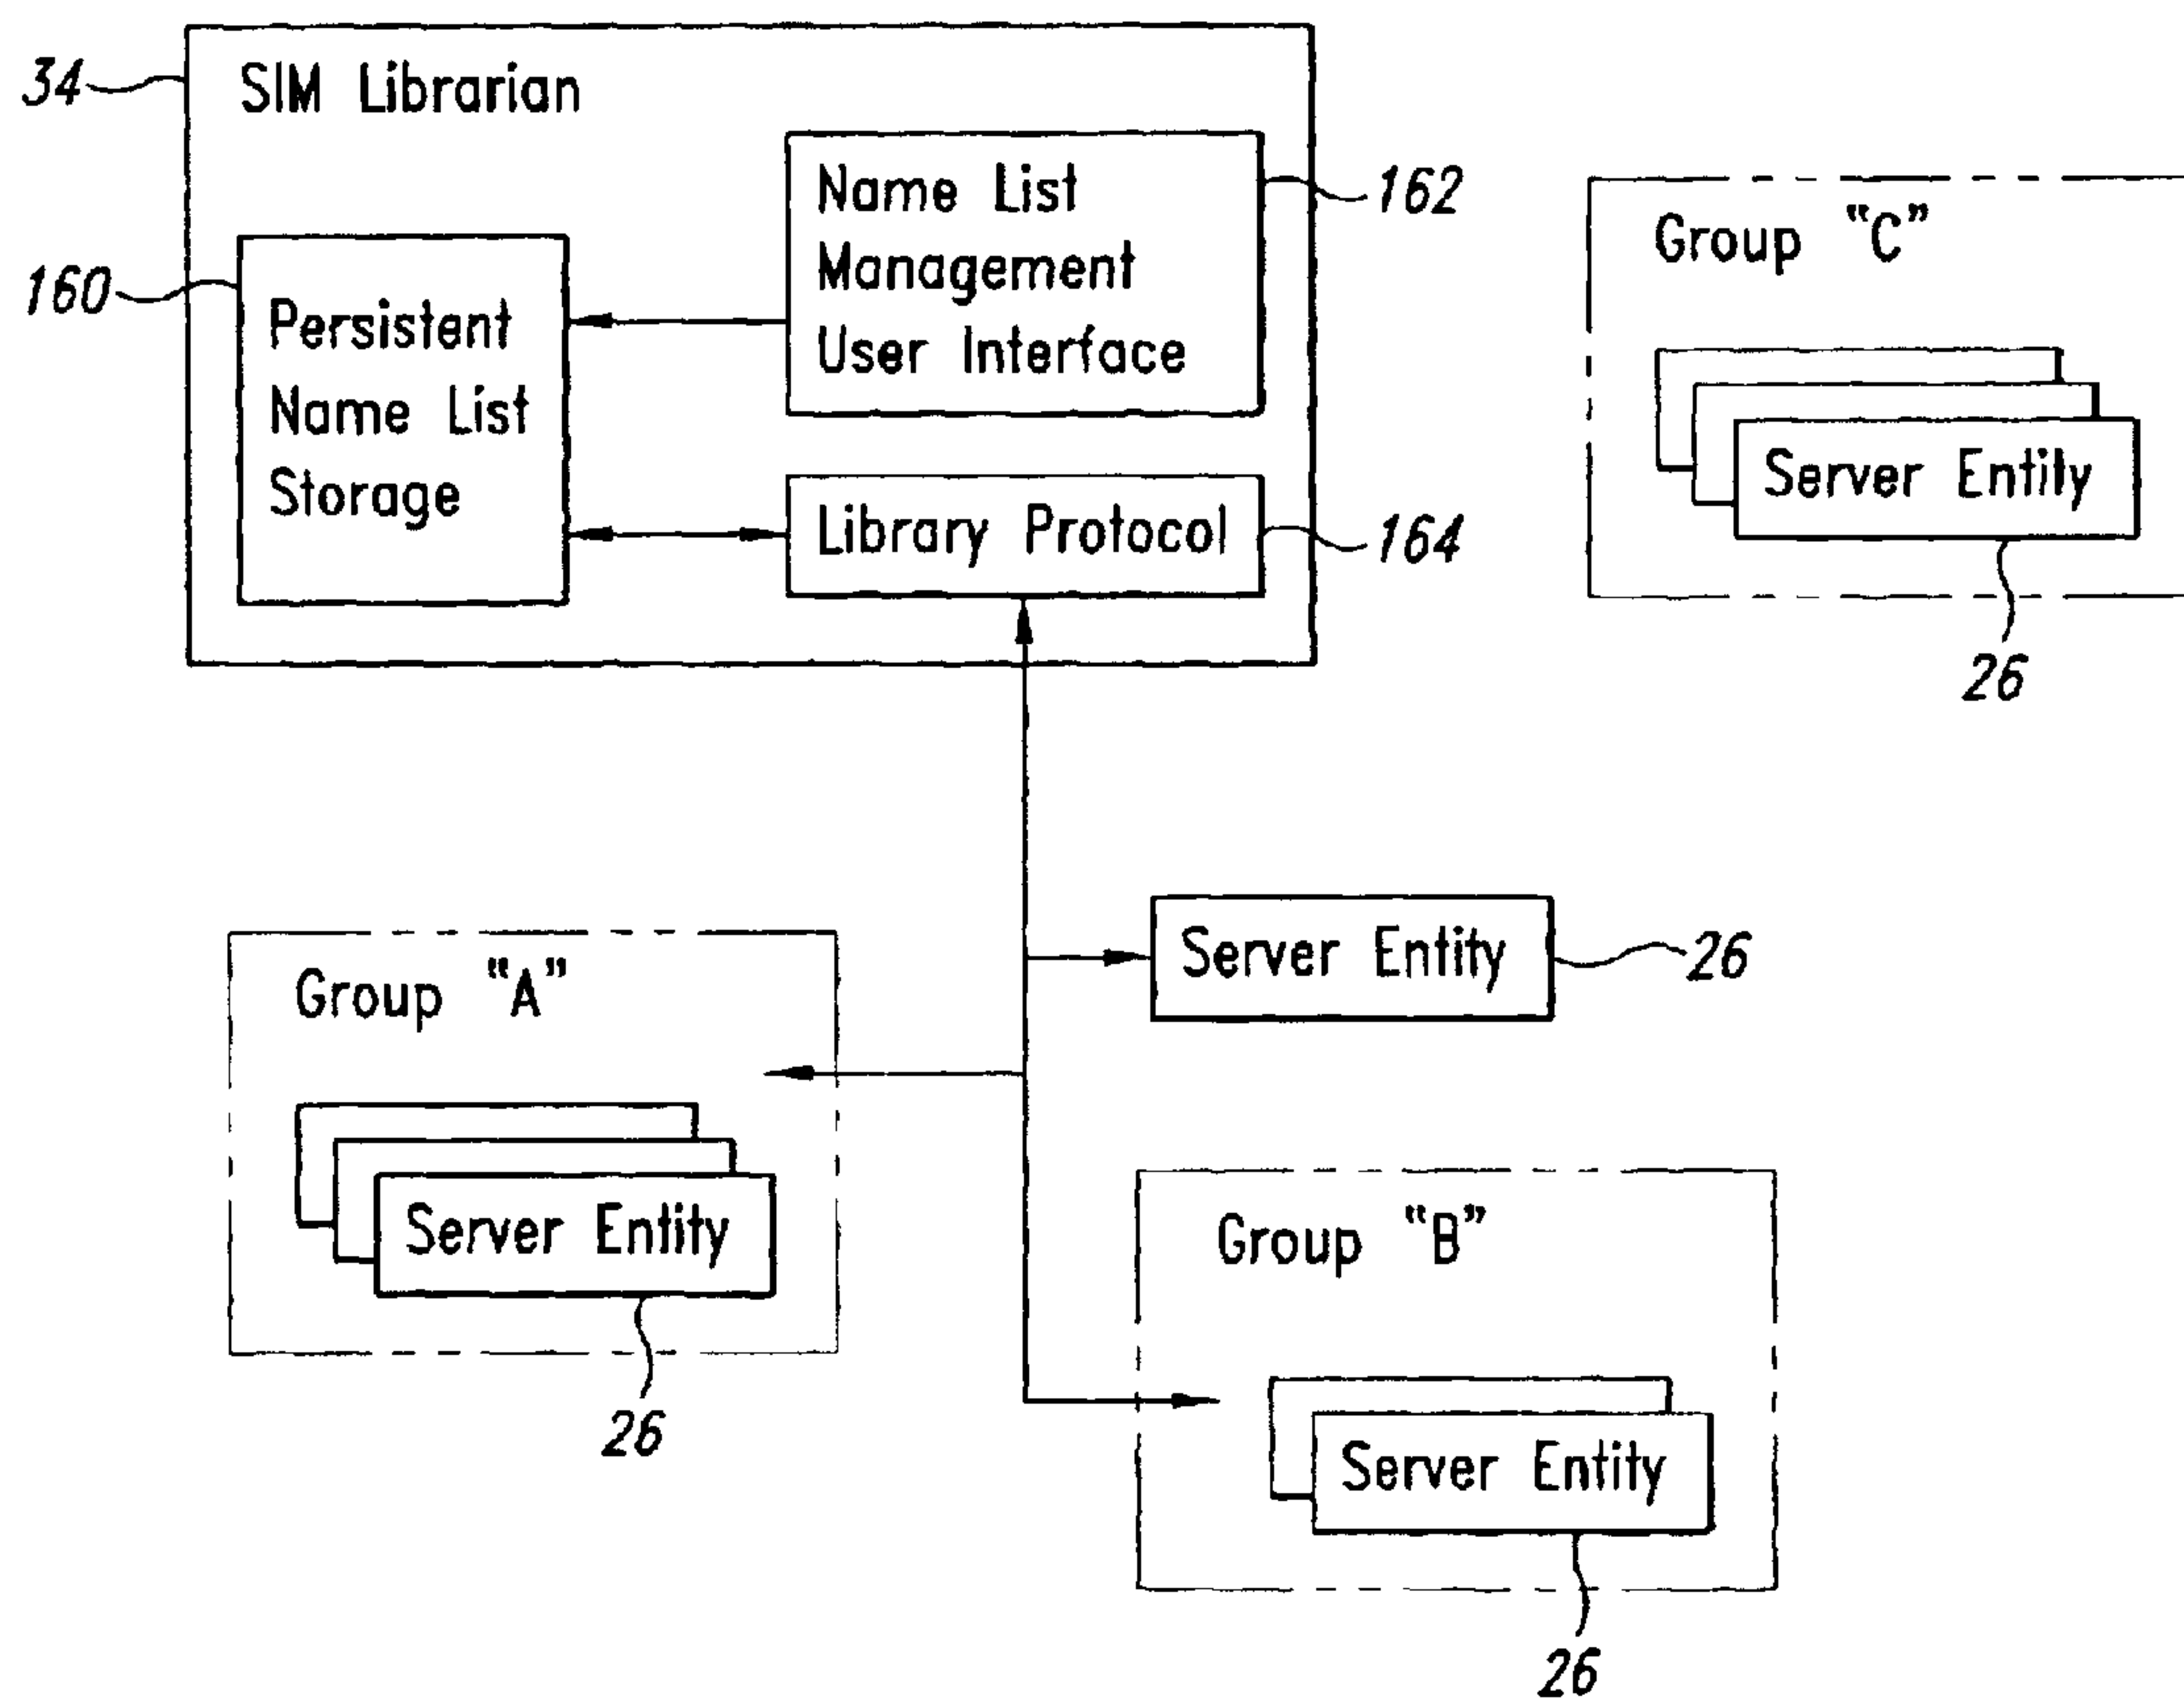 34
SIM Librarian
160
Persistent
Name List
Storage
Name List
Management
User Interface
162
Library Protocol
164
Group "C"
Server Entity
26
Server Entity
26
Group "A"
Server Entity
26
Group "B"
Server Entity
26